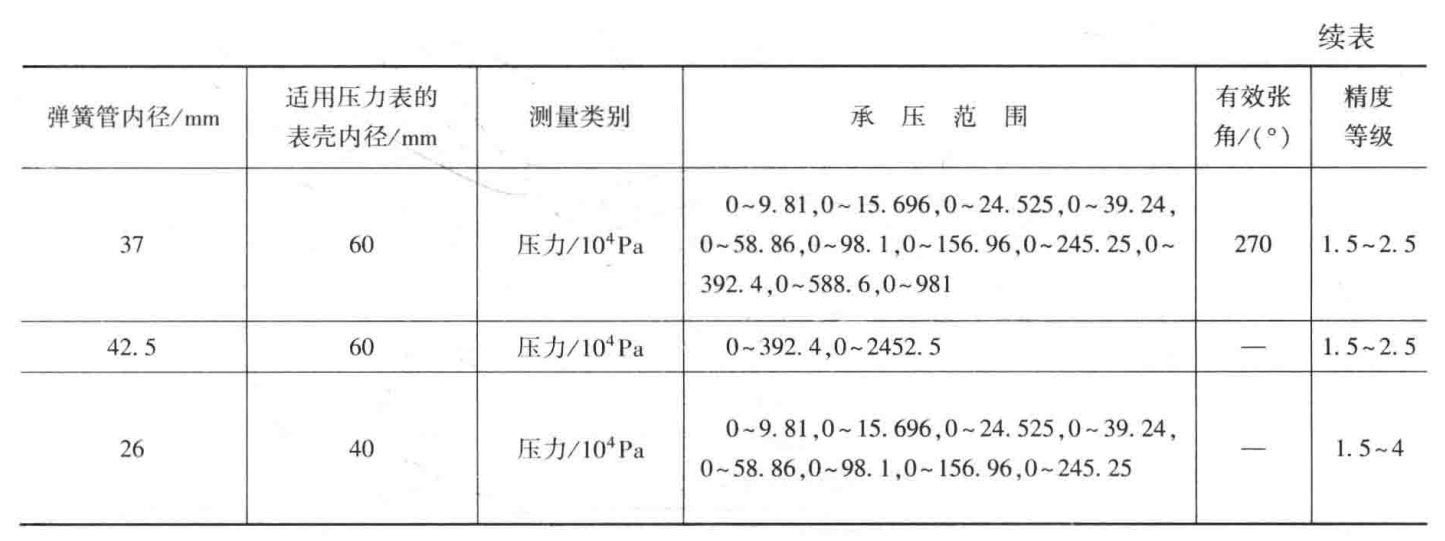 续表
弹簧管内径/mm
适用压力表的
表壳内径/mm
测量类别
承 压 范 围
有效张
角/(°)
精度
等级
37
60
压力/10⁴Pa
0~9.81,0~15.696,0~24.525,0~39.24,
0~58.86,0~98.1,0~156.96,0~245.25,0~
392.4,0~588.6,0~981
270
1.5~2.5
42.5
60
压力/10⁴Pa
0~392.4,0~2452.5
—
1.5~2.5
26
40
压力/10⁴Pa
0~9.81,0~15.696,0~24.525,0~39.24,
0~58.86,0~98.1,0~156.96,0~245.25
—
1.5~4